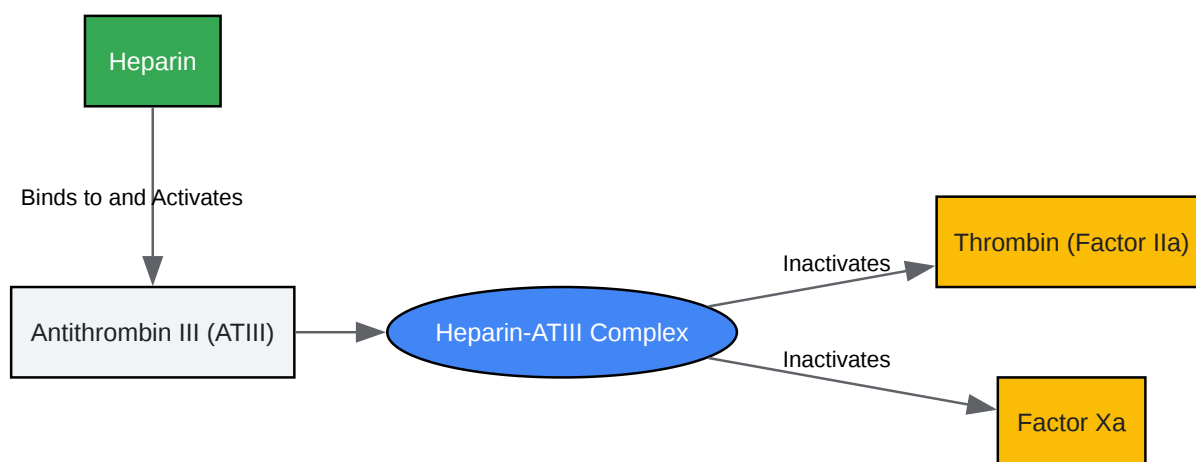 Heparin
Binds to and Activates
Antithrombin III (ATIII)
Heparin-ATIII Complex
Inactivates
Thrombin (Factor IIa)
Inactivates
Factor Xa